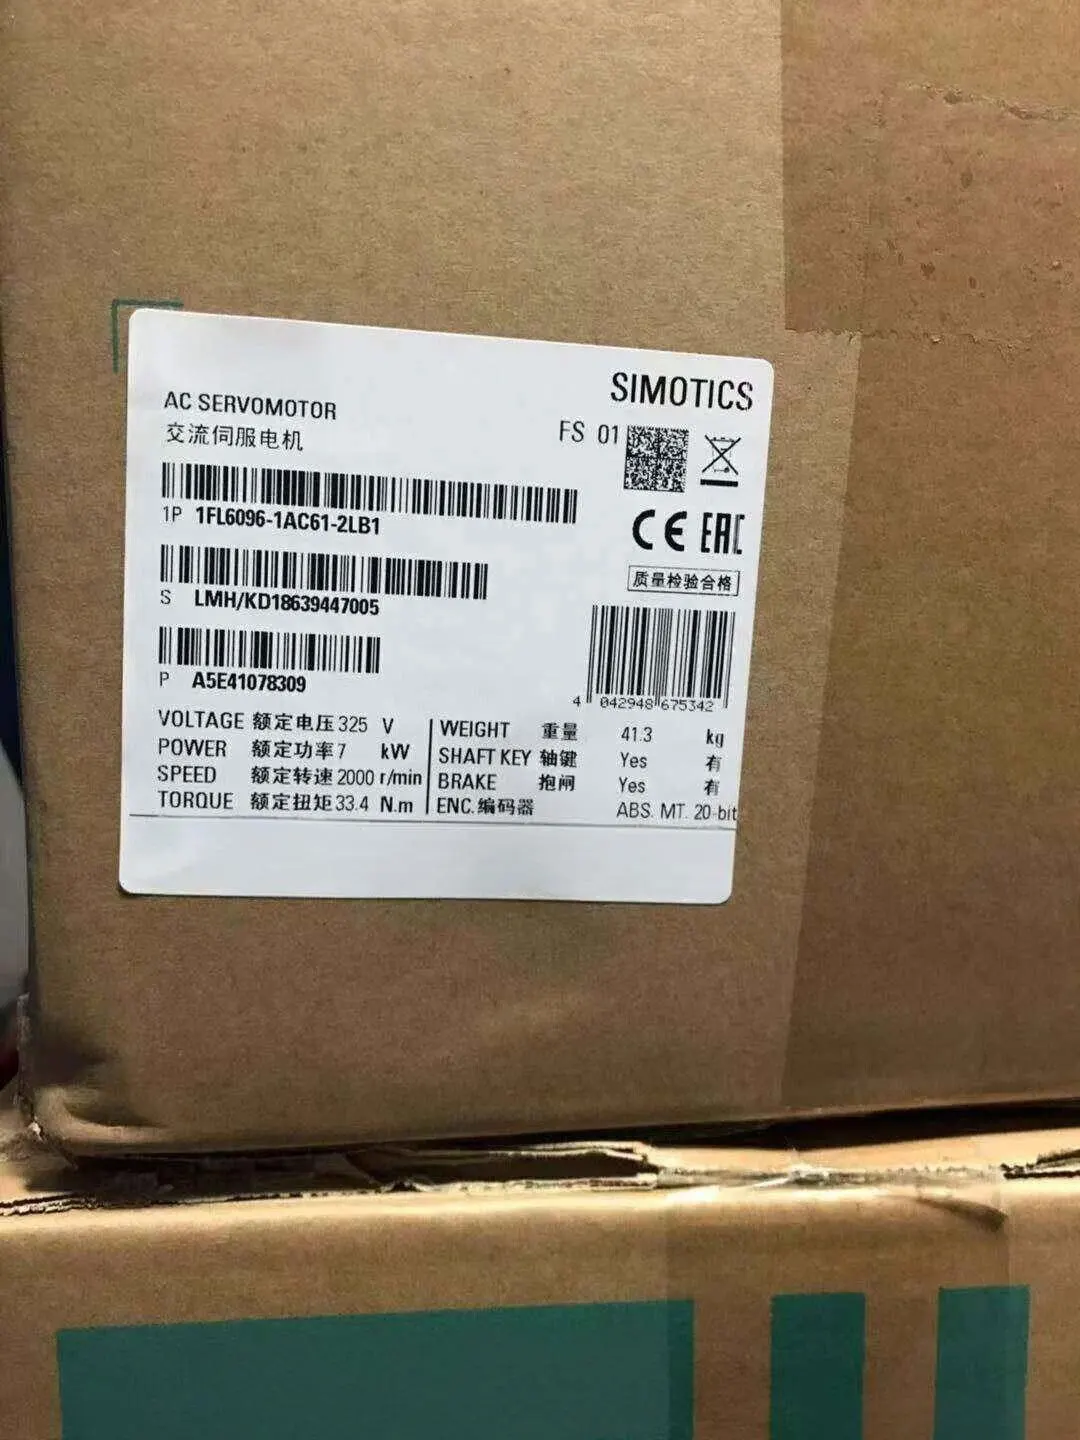 SIMOTICS
AC SERVOMOTOR
交流伺服电机
FS 01
1P 1FL6096-1AC61-2LB1
CE EAC
质量检验合格
S LMH/KD18639447005
P A5E41078309
4 042948 675342
VOLTAGE 额定电压 325 V
POWER 额定功率 7 kW
SPEED 额定转速 2000 r/min
TORQUE 额定扭矩 33.4 N.m
WEIGHT 重量 41.3 kg
SHAFT KEY 轴键 Yes 有
BRAKE 抱闸 Yes 有
ENC. 编码器 ABS. MT. 20-bit